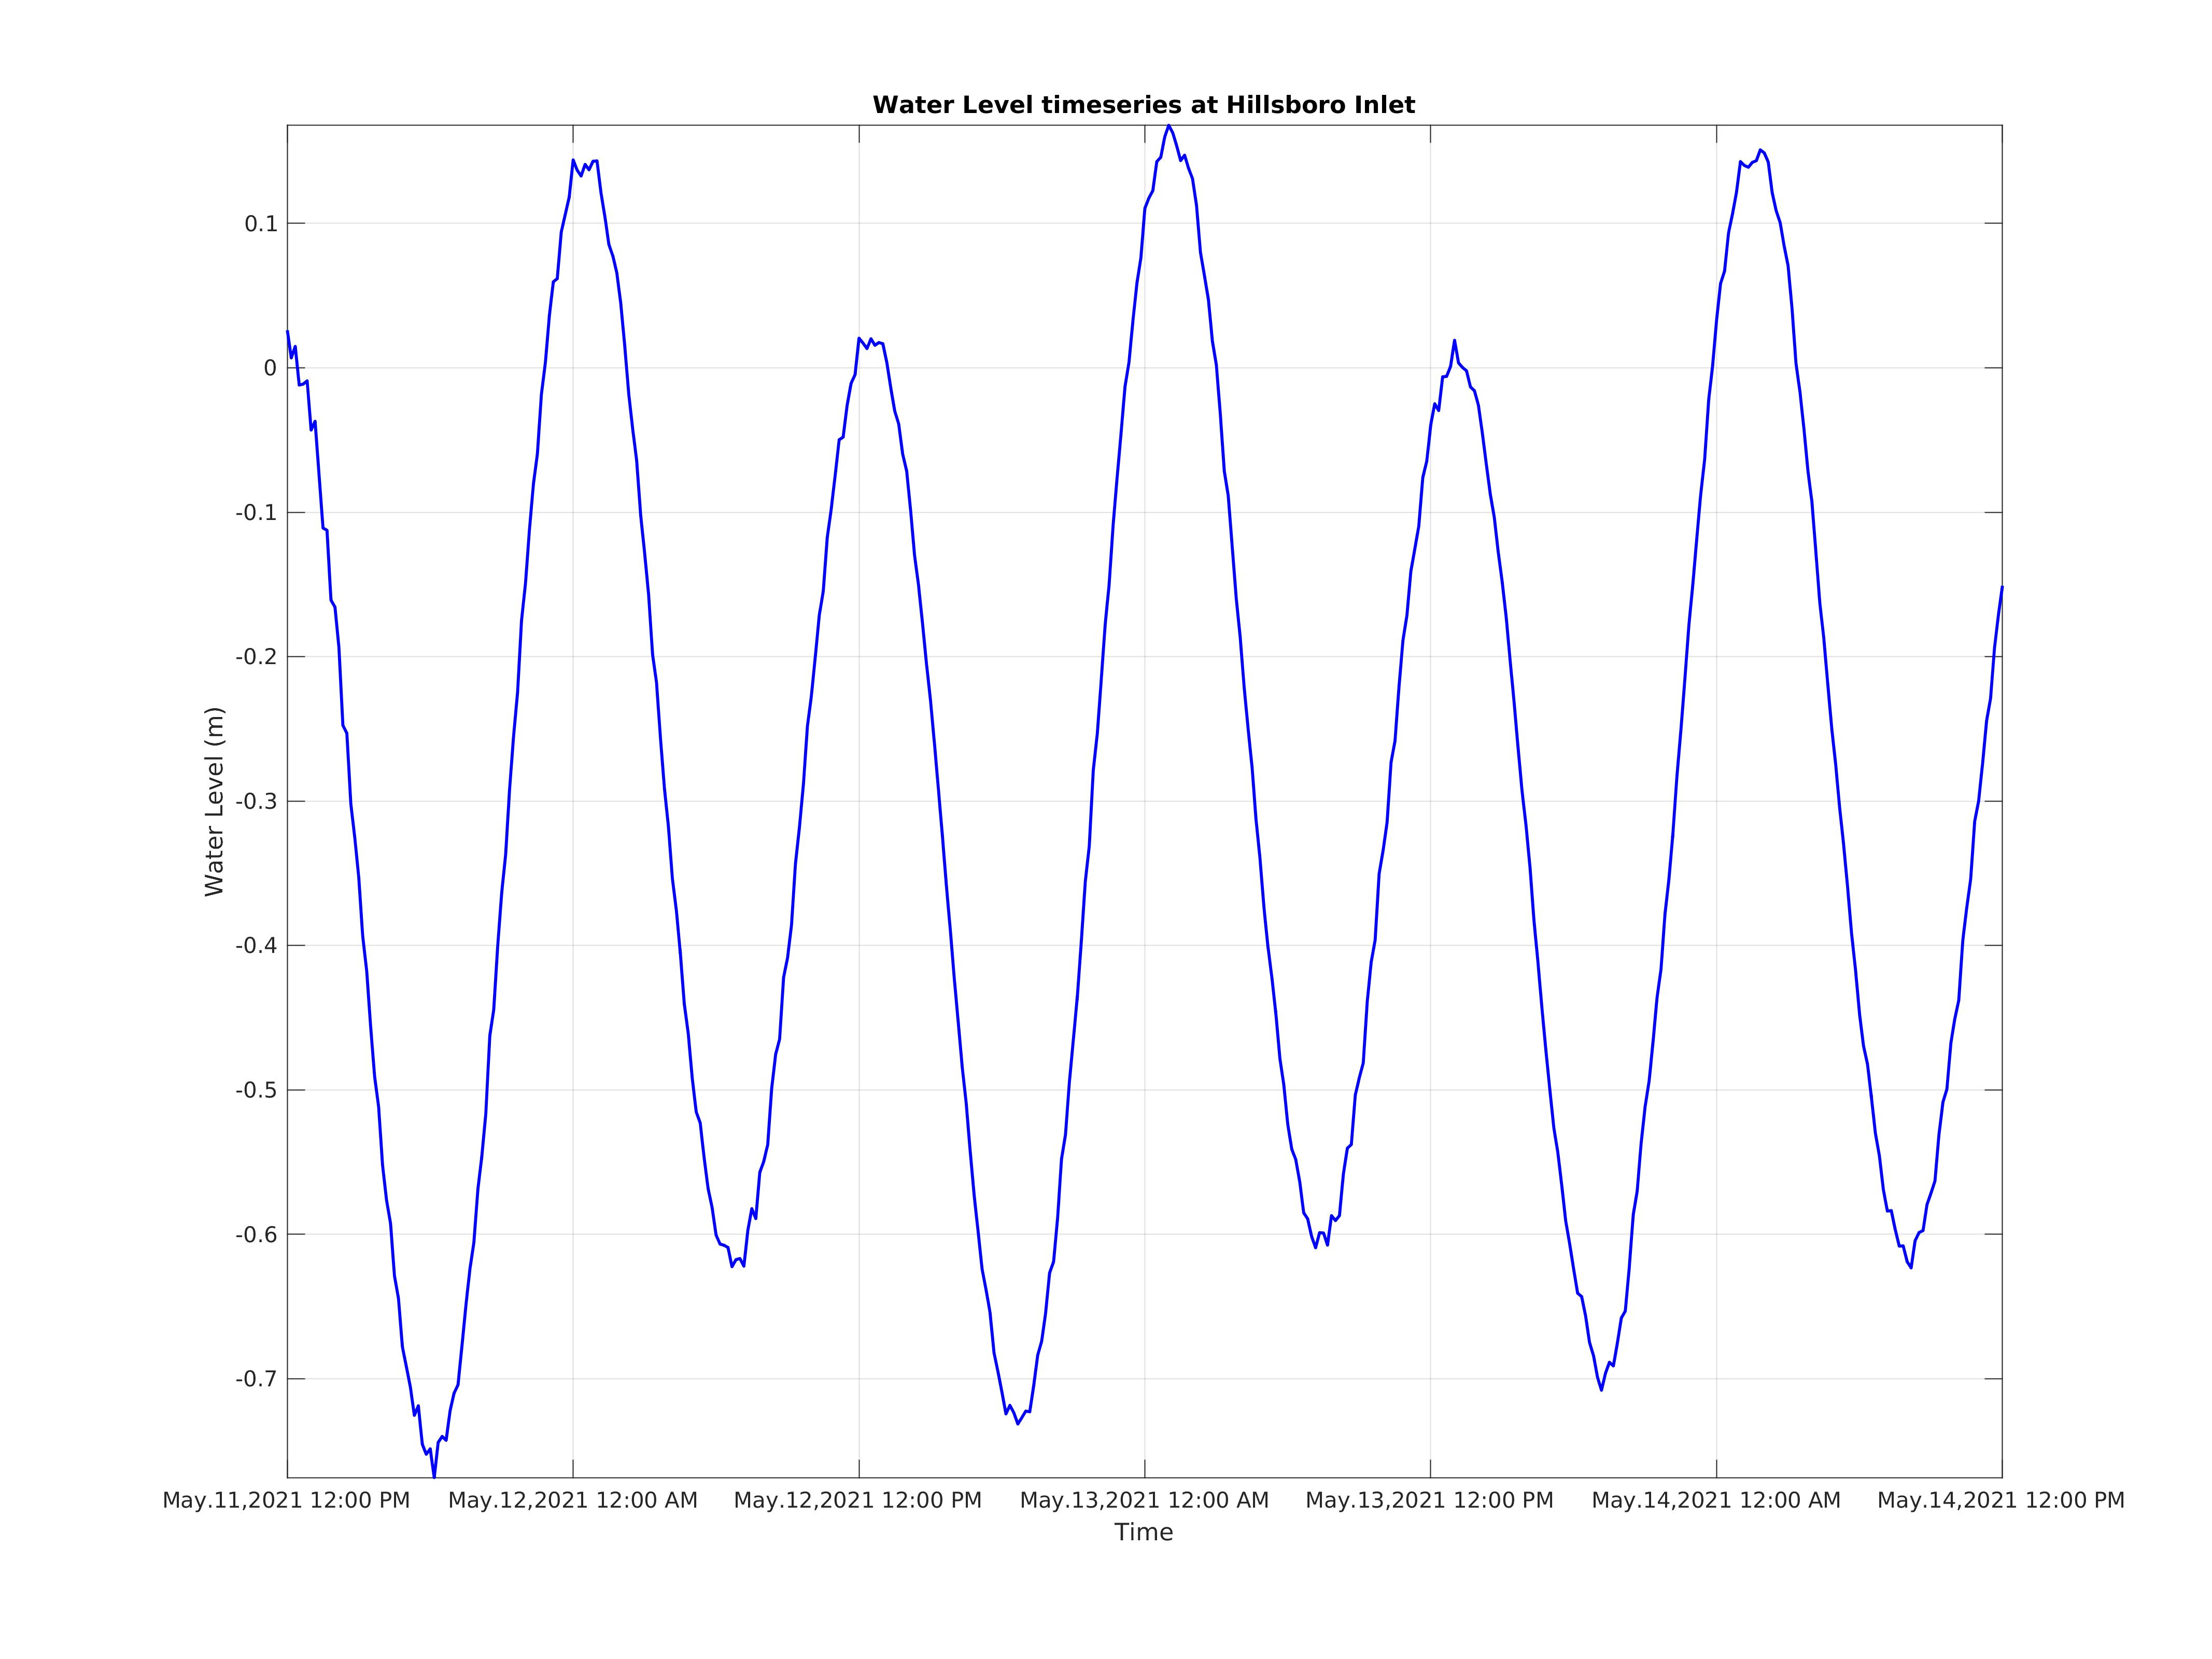 Water Level timeseries at Hillsboro Inlet
0.1
0
-0.1
-0.2
-0.3
-0.4
-0.5
-0.6
-0.7
Water Level (m)
May.11,2021 12:00 PM May.12,2021 12:00 AM May.12,2021 12:00 PM May.13,2021 12:00 AM May.13,2021 12:00 PM May.14,2021 12:00 AM May.14,2021 12:00 PM
Time